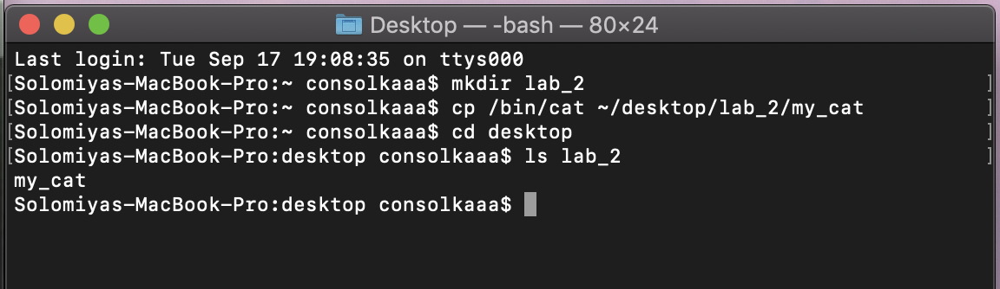 Desktop — -bash — 80×24
Last login: Tue Sep 17 19:08:35 on ttys000
[Solomiyas-MacBook-Pro:~ consolkaaa$ mkdir lab_2 ]
[Solomiyas-MacBook-Pro:~ consolkaaa$ cp /bin/cat ~/desktop/lab_2/my_cat ]
[Solomiyas-MacBook-Pro:~ consolkaaa$ cd desktop ]
[Solomiyas-MacBook-Pro:desktop consolkaaa$ ls lab_2 ]
my_cat
Solomiyas-MacBook-Pro:desktop consolkaaa$